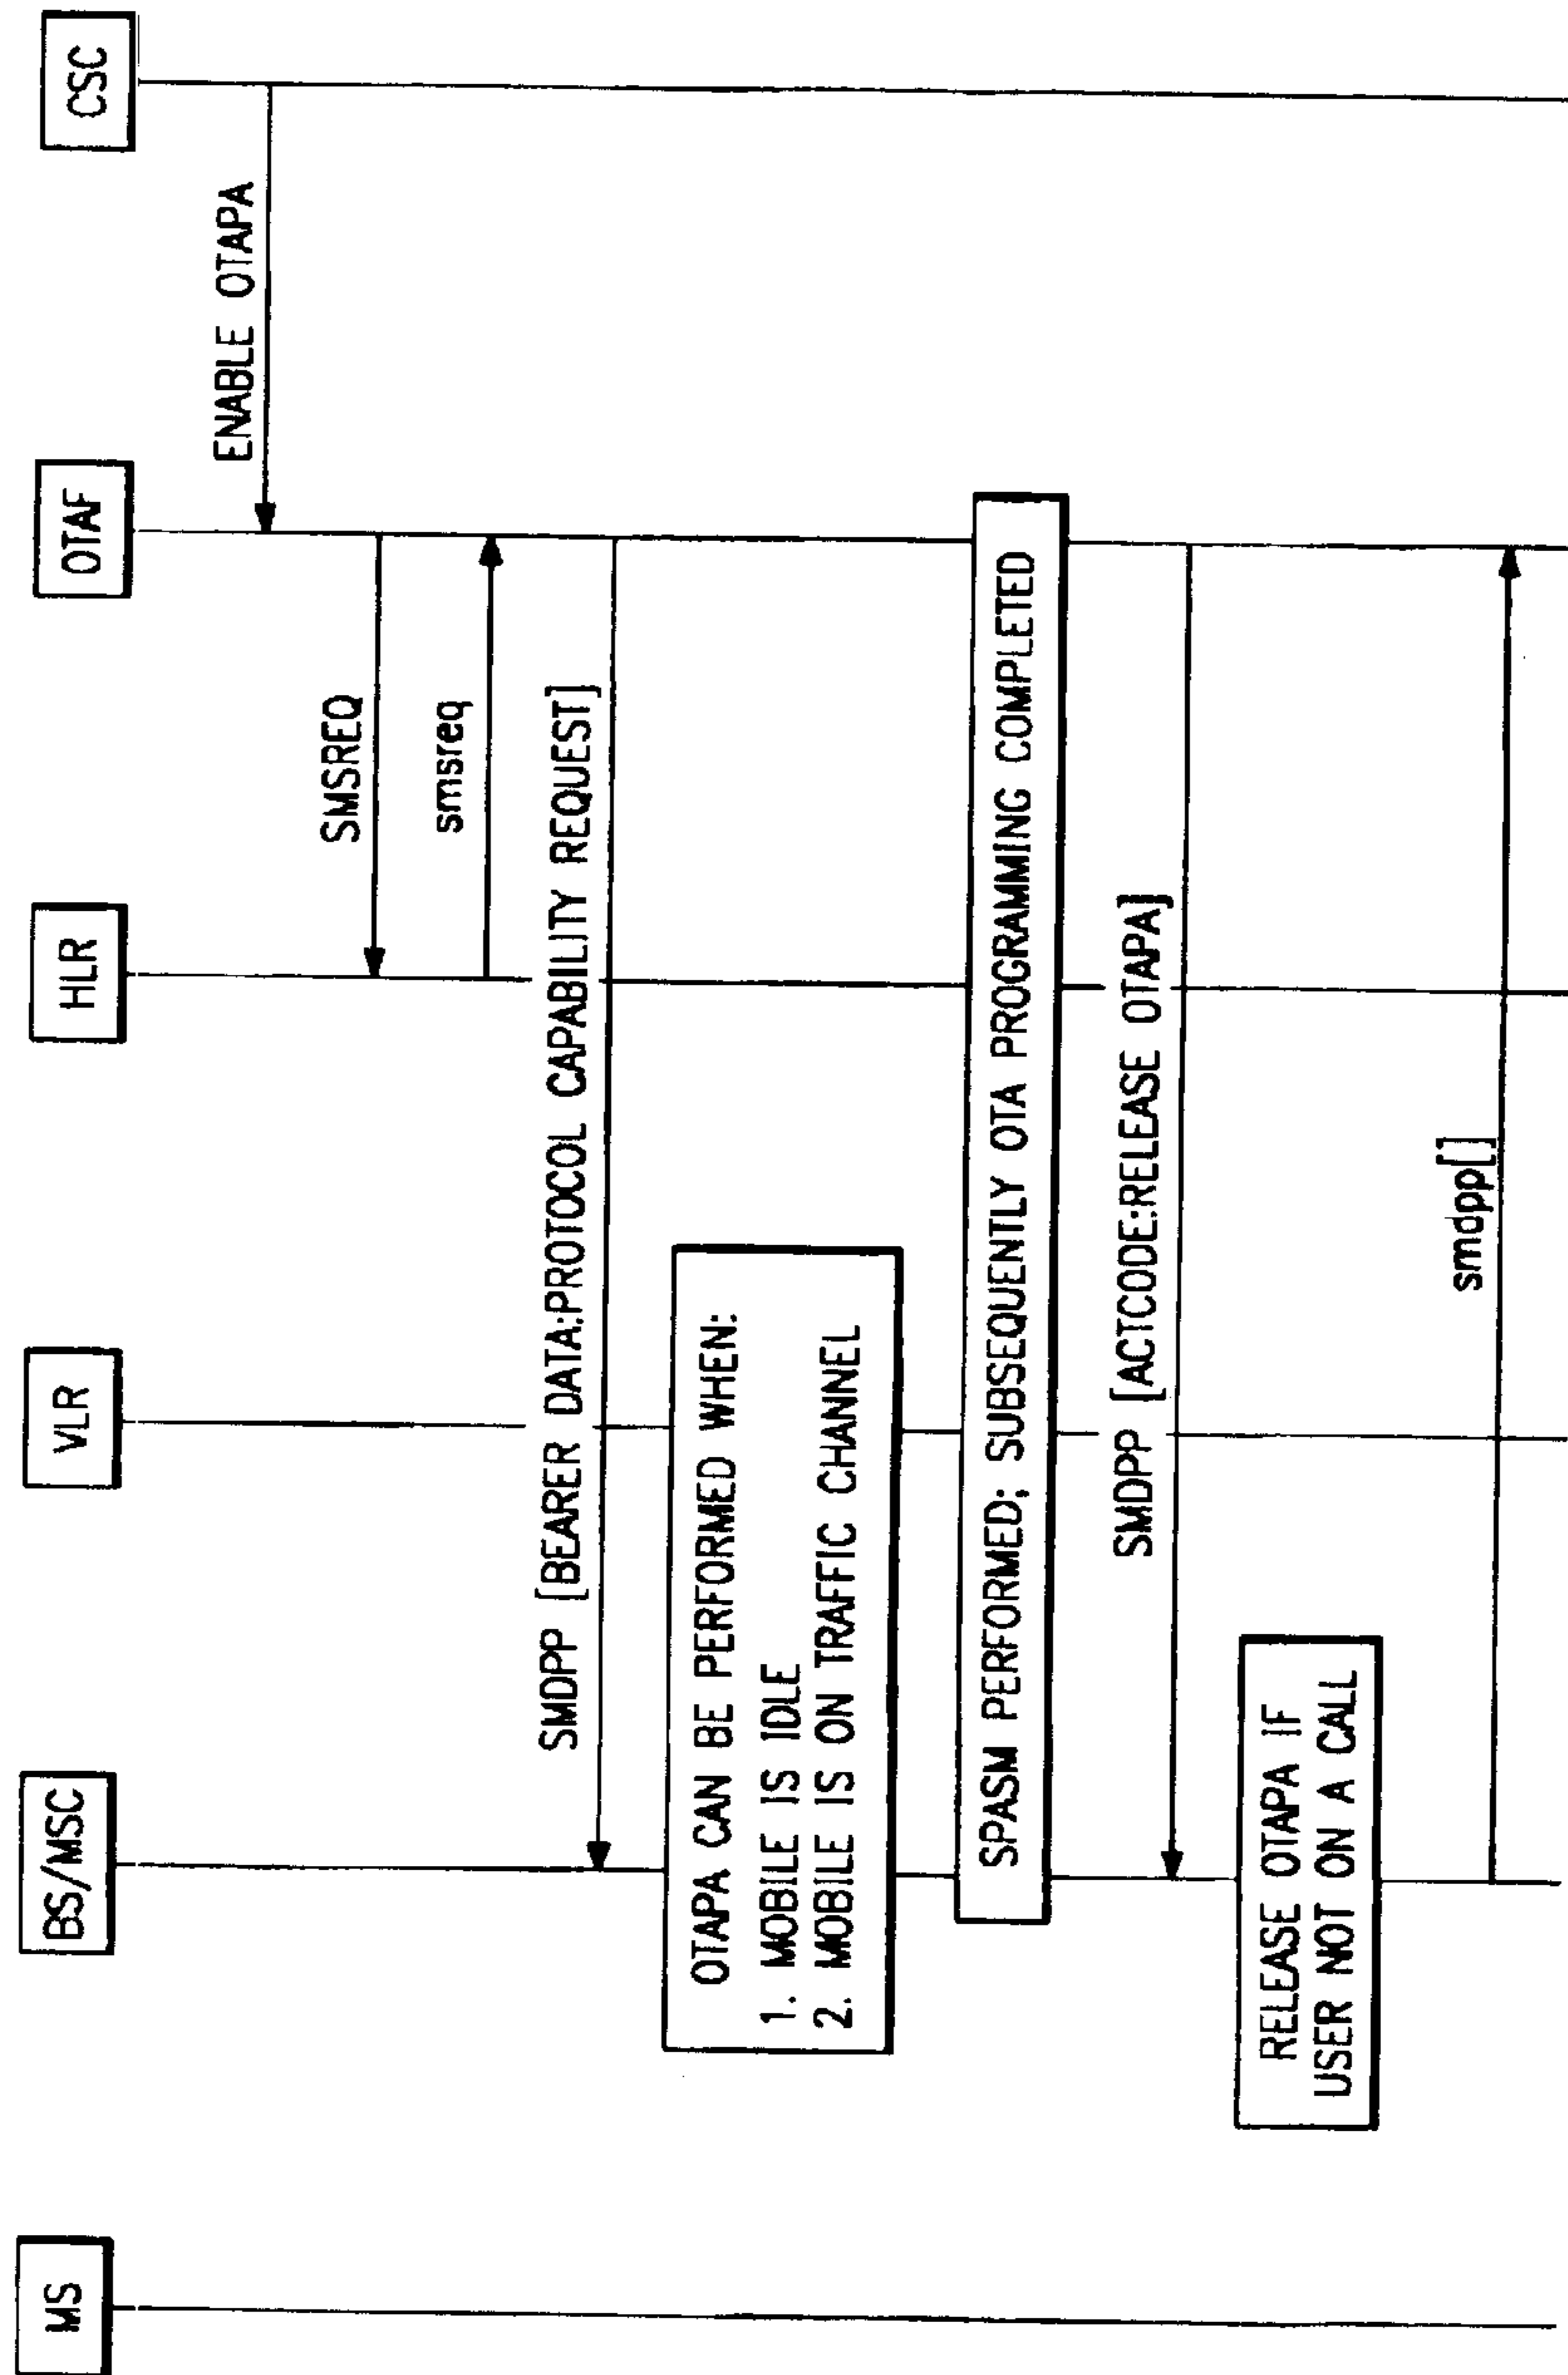 MS
BS/MSC
VLR
HLR
OTAF
CSC
ENABLE OTAPA
SMSREQ
smsreq
SMDPP [BEARER DATA:PROTOCOL CAPABILITY REQUEST]
OTAPA CAN BE PERFORMED WHEN:
1. MOBILE IS IDLE
2. MOBILE IS ON TRAFFIC CHANNEL
SPASM PERFORMED; SUBSEQUENTLY OTA PROGRAMMING COMPLETED
SMDPP [ACTCODE:RELEASE OTAPA]
RELEASE OTAPA IF
USER NOT ON A CALL
smdpp[]